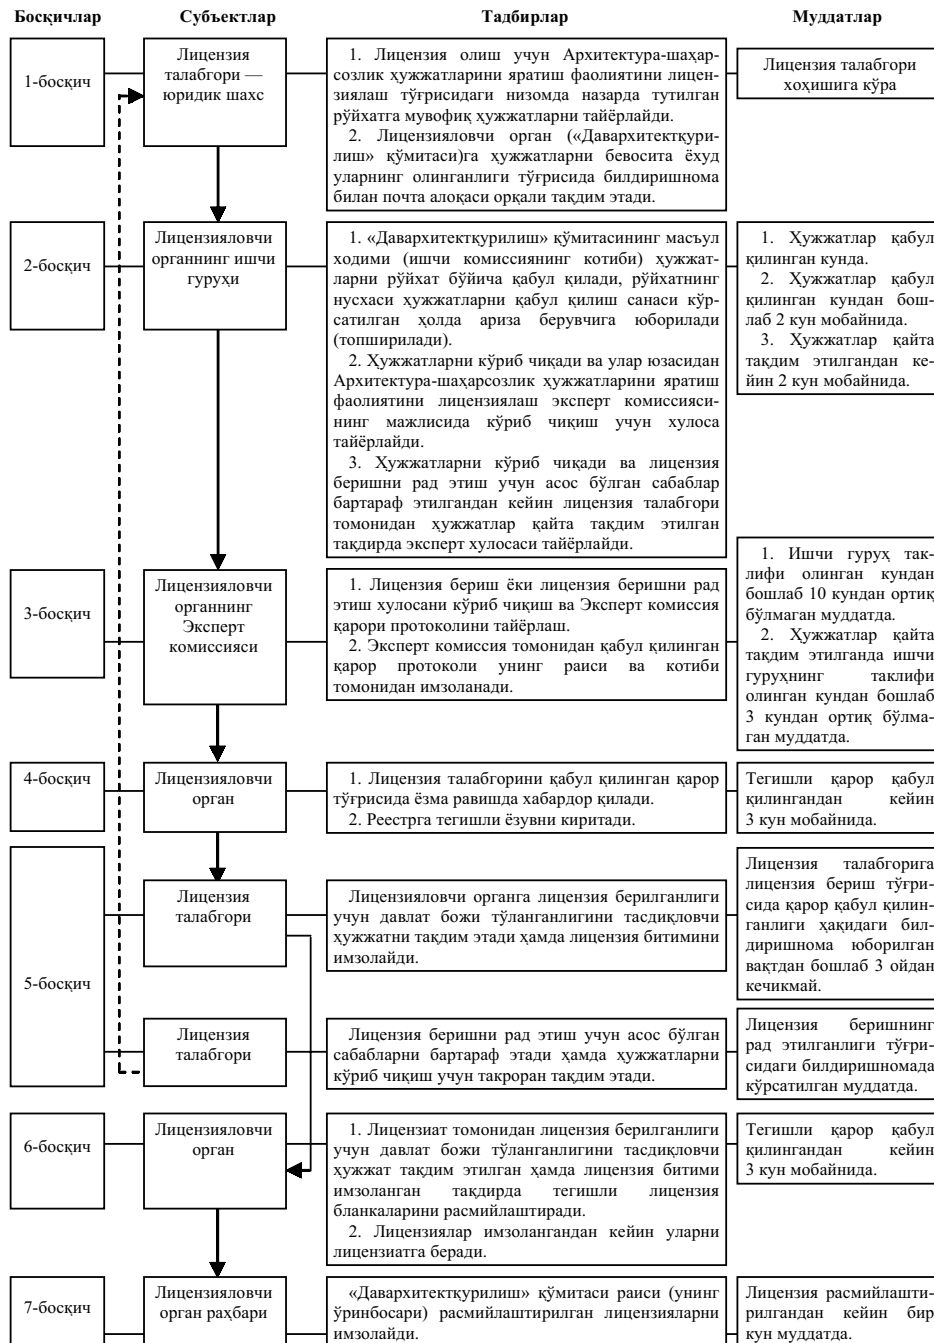 Босқичлар
Субъектлар
Тадбирлар
Муддатлар
1-босқич
Лицензия
талабгори —
юридик шахс
1. Лицензия олиш учун Архитектура-шаҳар-
созлик ҳужжатларини яратиш фаолиятини лицен-
зиялаш тўғрисидаги низомда назарда тутилган
рўйхатга мувофиқ ҳужжатларни тайёрлайди.
2. Лицензияловчи орган («Давархитектқури-
лиш» қўмитаси)га ҳужжатларни бевосита ёхуд
уларнинг олинганлиги тўғрисида билдиришнома
билан почта алоқаси орқали тақдим этади.
Лицензия талабгори
хоҳишига кўра
2-босқич
Лицензияловчи
органнинг ишчи
гуруҳи
1. «Давархитектқурилиш» қўмитасининг масъул
ходими (ишчи комиссиянинг котиби) ҳужжат-
ларни рўйхат бўйича қабул қилади, рўйхатнинг
нусхаси ҳужжатларни қабул қилиш санаси кўр-
сатилган ҳолда ариза берувчига юборилади
(топширилади).
2. Ҳужжатларни кўриб чиқади ва улар юзасидан
Архитектура-шаҳарсозлик ҳужжатларини яратиш
фаолиятини лицензиялаш эксперт комиссияси-
нинг мажлисида кўриб чиқиш учун хулоса
тайёрлайди.
3. Ҳужжатларни кўриб чиқади ва лицензия
беришни рад этиш учун асос бўлган сабаблар
бартараф этилгандан кейин лицензия талабгори
томонидан ҳужжатлар қайта тақдим этилган
тақдирда эксперт хулосаси тайёрлайди.
1. Ҳужжатлар қабул
қилинган кунда.
2. Ҳужжатлар қабул
қилинган кундан бош-
лаб 2 кун мобайнида.
3. Ҳужжатлар қайта
тақдим этилгандан ке-
йин 2 кун мобайнида.
3-босқич
Лицензияловчи
органнинг
Эксперт
комиссияси
1. Лицензия бериш ёки лицензия беришни рад
этиш хулосани кўриб чиқиш ва Эксперт комиссия
қарори протоколини тайёрлаш.
2. Эксперт комиссия томонидан қабул қилинган
қарор протоколи унинг раиси ва котиби
томонидан имзоланади.
1. Ишчи гуруҳ так-
лифи олинган кундан
бошлаб 10 кундан ортиқ
бўлмаган муддатда.
2. Ҳужжатлар қайта
тақдим этилганда ишчи
гуруҳнинг таклифи
олинган кундан бошлаб
3 кундан ортиқ бўлма-
ган муддатда.
4-босқич
Лицензияловчи
орган
1. Лицензия талабгорини қабул қилинган қарор
тўғрисида ёзма равишда хабардор қилади.
2. Реестрга тегишли ёзувни киритади.
Тегишли қарор қабул
қилингандан кейин
3 кун мобайнида.
5-босқич
Лицензия
талабгори
Лицензияловчи органга лицензия берилганлиги
учун давлат божи тўланганлигини тасдиқловчи
ҳужжатни тақдим этади ҳамда лицензия битимини
имзолайди.
Лицензия талабгорига
лицензия бериш тўғри-
сида қарор қабул қилин-
ганлиги ҳақидаги бил-
диришнома юборилган
вақтдан бошлаб 3 ойдан
кечикмай.
Лицензия
талабгори
Лицензия беришни рад этиш учун асос бўлган
сабабларни бартараф этади ҳамда ҳужжатларни
кўриб чиқиш учун такроран тақдим этади.
Лицензия беришнинг
рад этилганлиги тўғри-
сидаги билдиришномада
кўрсатилган муддатда.
6-босқич
Лицензияловчи
орган
1. Лицензиат томонидан лицензия берилганлиги
учун давлат божи тўланганлигини тасдиқловчи
ҳужжат тақдим этилган ҳамда лицензия битими
имзоланган тақдирда тегишли лицензия
бланкаларини расмийлаштиради.
2. Лицензиялар имзолангандан кейин уларни
лицензиатга беради.
Тегишли қарор қабул
қилингандан кейин
3 кун мобайнида.
7-босқич
Лицензияловчи
орган раҳбари
«Давархитектқурилиш» қўмитаси раиси (унинг
ўринбосари) расмийлаштирилган лицензияларни
имзолайди.
Лицензия расмийлашти-
рилгандан кейин бир
кун муддатда.